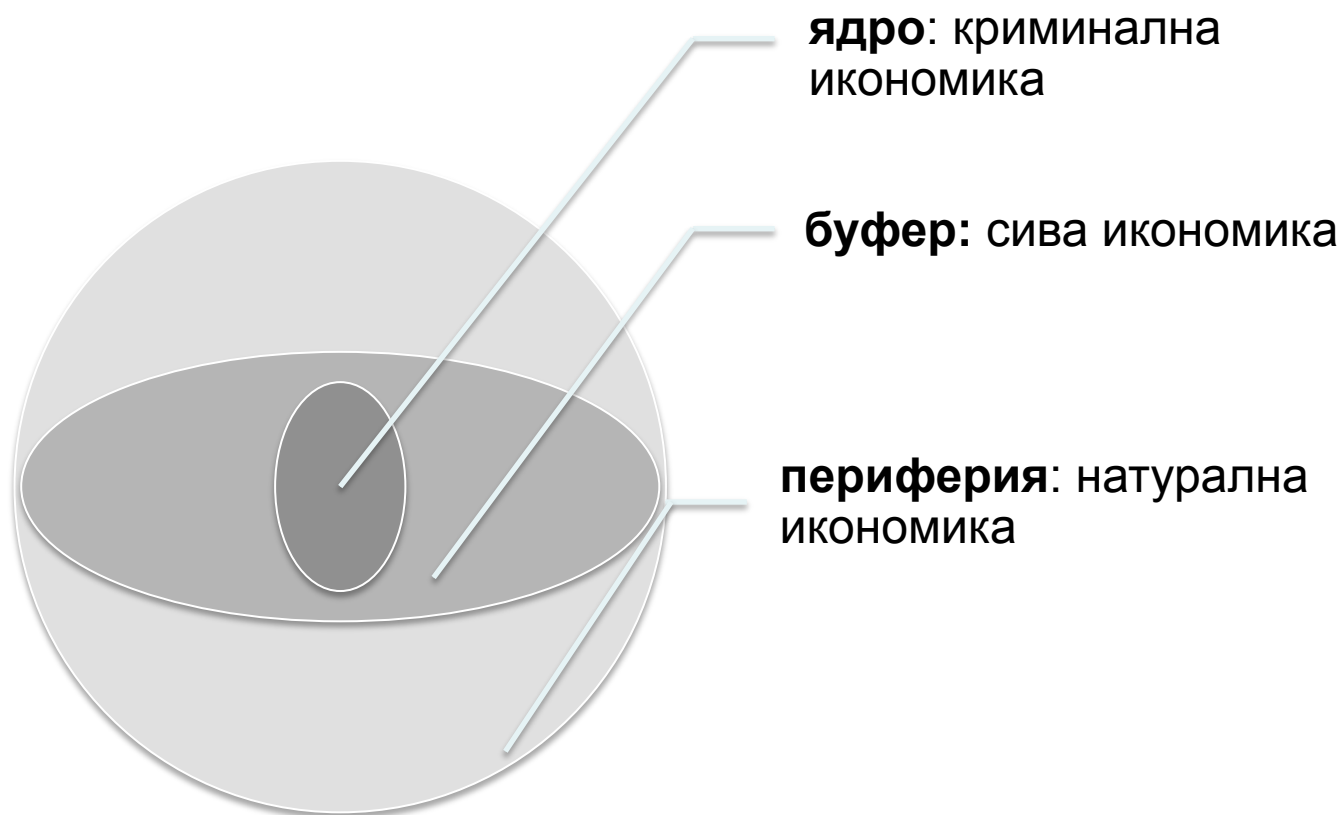 ядро: криминална
икономика
буфер: сива икономика
периферия: натурална
икономика